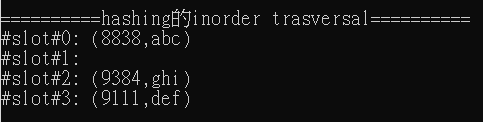 ==========hashing的inorder trasversal==========
#slot#0: (8838,abc)
#slot#1:
#slot#2: (9384,ghi)
#slot#3: (9111,def)